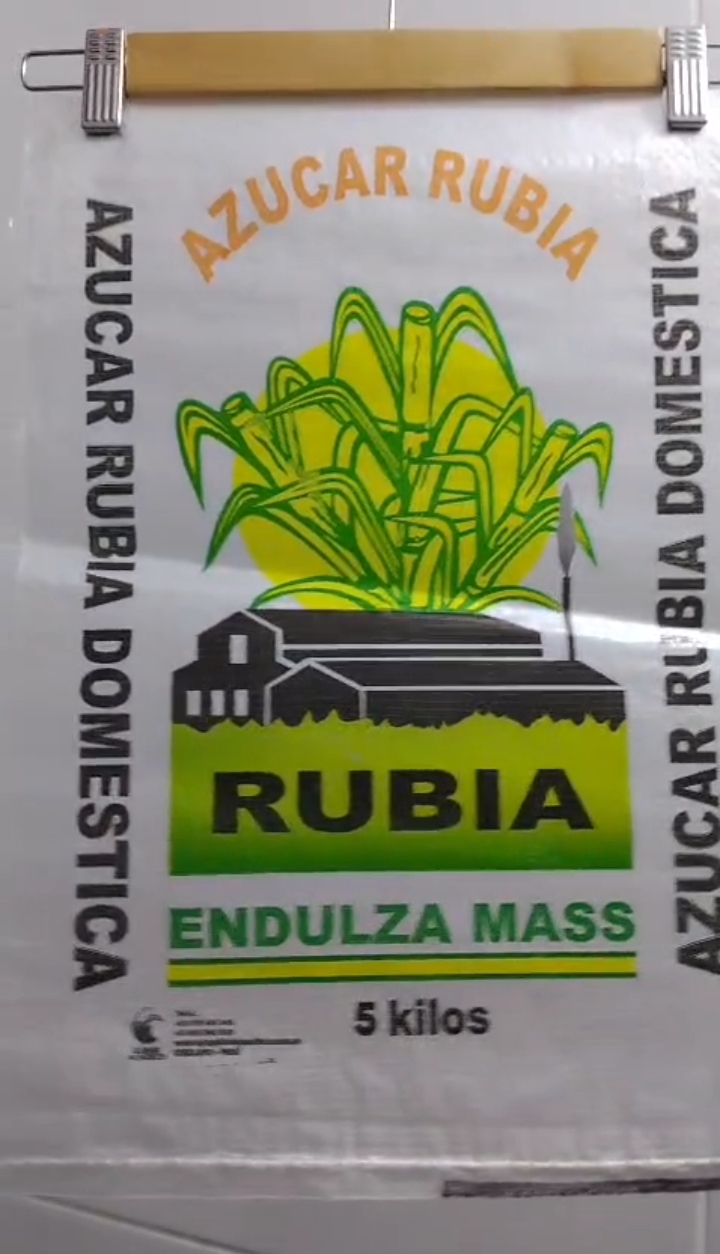 AZUCAR RUBIA
AZUCAR RUBIA DOMESTICA
AZUCAR RUBIA DOMESTICA
RUBIA
ENDULZA MASS
5 kilos